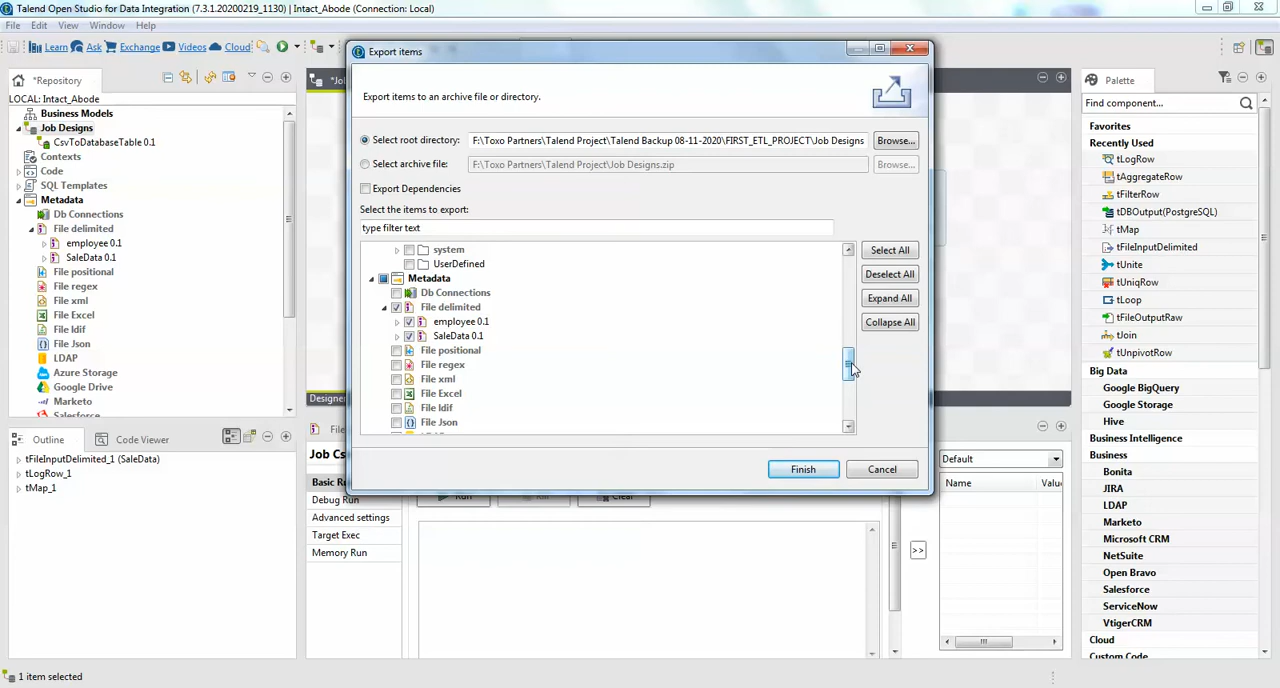 Talend Open Studio for Data Integration (7.3.1.20200219_1130) | Intact_Abode (Connection: Local)
File Edit View Window Help
Learn Ask Exchange Videos Cloud
*Repository
LOCAL: Intact_Abode
Business Models
Job Designs
CsvToDatabaseTable 0.1
Contexts
Code
SQL Templates
Metadata
Db Connections
File delimited
employee 0.1
SaleData 0.1
File positional
File regex
File xml
File Excel
File ldif
File Json
LDAP
Azure Storage
Google Drive
Marketo
Salesforce
Outline
Code Viewer
tFileInputDelimited_1 (SaleData)
tLogRow_1
tMap_1
1 item selected
Export items
Export items to an archive file or directory.
Select root directory: F:\Toxo Partners\Talend Project\Talend Backup 08-11-2020\FIRST_ETL_PROJECT\Job Designs Browse...
Select archive file: F:\Toxo Partners\Talend Project\Job Designs.zip Browse...
Export Dependencies
Select the items to export:
type filter text
system
UserDefined
Metadata
Db Connections
File delimited
employee 0.1
SaleData 0.1
File positional
File regex
File xml
File Excel
File ldif
File Json
Select All
Deselect All
Expand All
Collapse All
Finish Cancel
Designer
Job Cs
Basic Ru
Debug Run
Advanced settings
Target Exec
Memory Run
Run
Clear
Default
Name Valu
>>
Palette
Find component...
Favorites
Recently Used
tLogRow
tAggregateRow
tFilterRow
tDBOutput(PostgreSQL)
tMap
tFileInputDelimited
tUnite
tUniqRow
tLoop
tFileOutputRaw
tJoin
tUnpivotRow
Big Data
Google BigQuery
Google Storage
Hive
Business Intelligence
Business
Bonita
JIRA
LDAP
Marketo
Microsoft CRM
NetSuite
Open Bravo
Salesforce
ServiceNow
VtigerCRM
Cloud
Custom Code